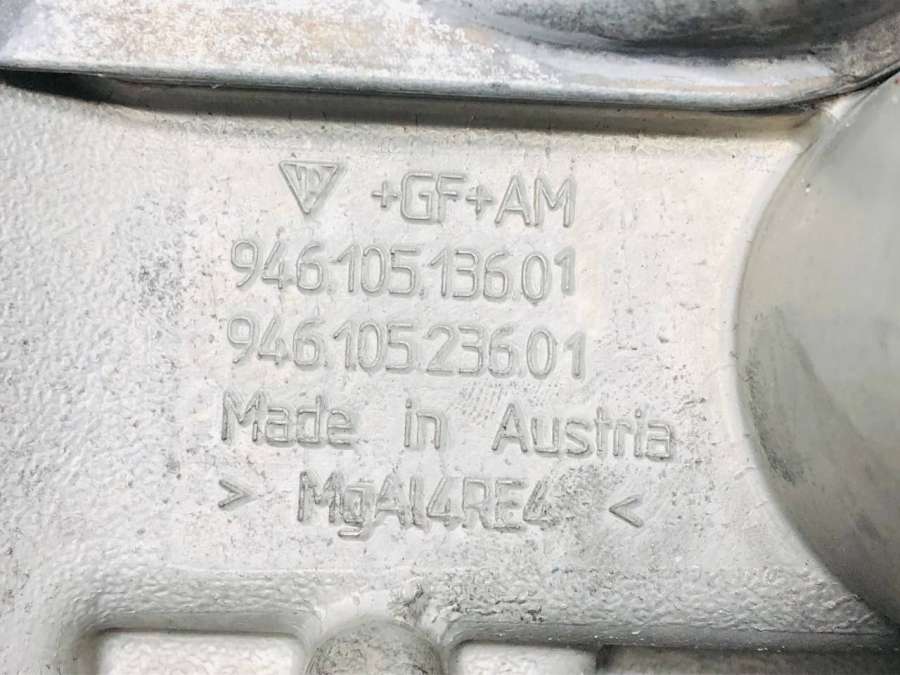 +GF+AM
946.105.136.01
946.105.236.01
Made in Austria
> MgAl4RE4 <